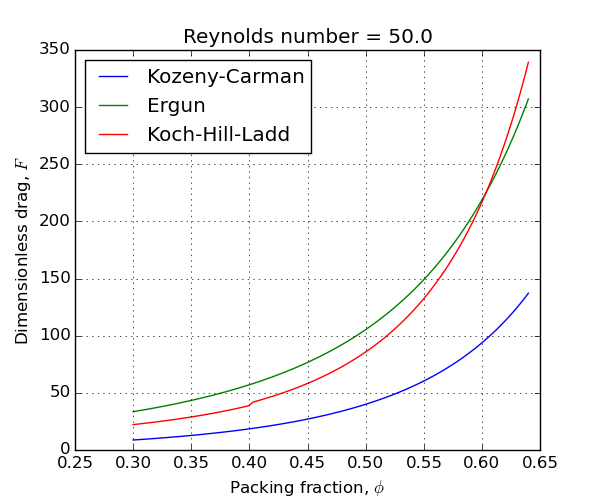 Reynolds number = 50.0
350
300
250
200
150
100
50
0
Dimensionless drag, F
Kozeny-Carman
Ergun
Koch-Hill-Ladd
0.25 0.30 0.35 0.40 0.45 0.50 0.55 0.60 0.65
Packing fraction, ϕ